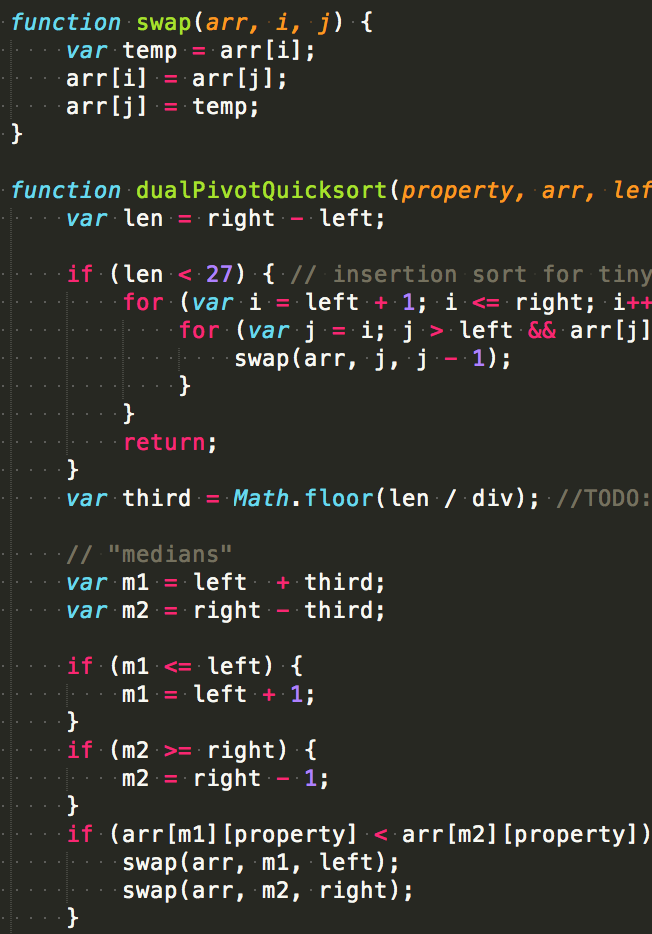 function swap(arr, i, j) {
    var temp = arr[i];
    arr[i] = arr[j];
    arr[j] = temp;
}

function dualPivotQuicksort(property, arr, lef
    var len = right - left;

    if (len < 27) { // insertion sort for tiny
        for (var i = left + 1; i <= right; i++
            for (var j = i; j > left && arr[j]
                swap(arr, j, j - 1);
            }
        }
        return;
    }
    var third = Math.floor(len / div); //TODO:

    // "medians"
    var m1 = left  + third;
    var m2 = right - third;

    if (m1 <= left) {
        m1 = left + 1;
    }
    if (m2 >= right) {
        m2 = right - 1;
    }
    if (arr[m1][property] < arr[m2][property])
        swap(arr, m1, left);
        swap(arr, m2, right);
    }